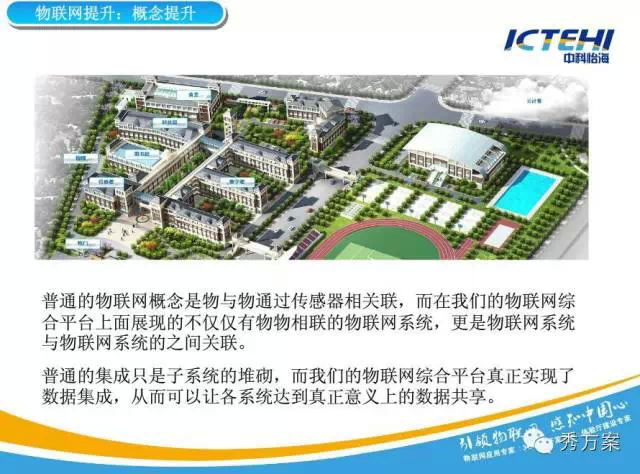 物联网提升：概念提升
ICTEHI
中科怡海
普通的物联网概念是物与物通过传感器相关联，而在我们的物联网综
合平台上面展现的不仅仅有物物相联的物联网系统，更是物联网系统
与物联网系统的之间关联。
普通的集成只是子系统的堆砌，而我们的物联网综合平台真正实现了
数据集成，从而可以让各系统达到真正意义上的数据共享。
引领物联网 感知中国心
物联网应用专家
秀方案